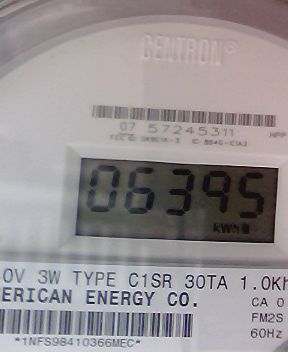 CENTRON®
07 57245311
HPP
06395
kWh
0V 3W TYPE C1SR 30TA 1.0Kh
ERICAN ENERGY CO.
CA 0
FM2S
60Hz
*1NFS98410366MEC*